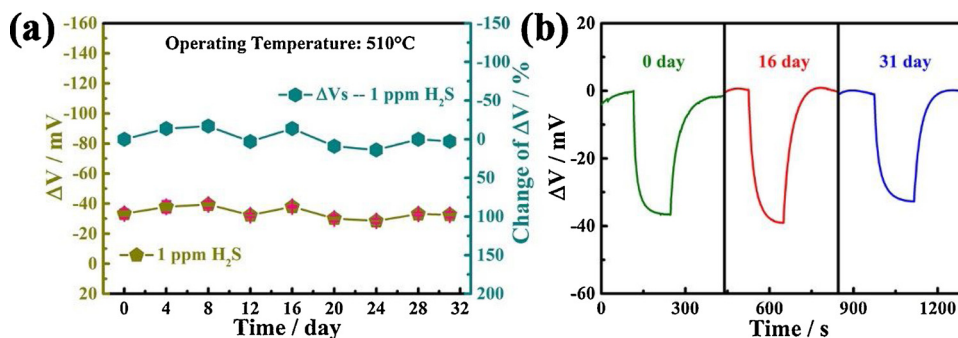 (a)
Operating Temperature: 510°C
ΔVs -- 1 ppm H₂S
1 ppm H₂S
ΔV / mV
-160
-140
-120
-100
-80
-60
-40
-20
0
20
Change of ΔV / %
-150
-100
-50
0
50
100
150
200
0 4 8 12 16 20 24 28 32
Time / day
(b)
0 day
16 day
31 day
ΔV / mV
20
0
-20
-40
-60
0 300 600 900 1200
Time / s